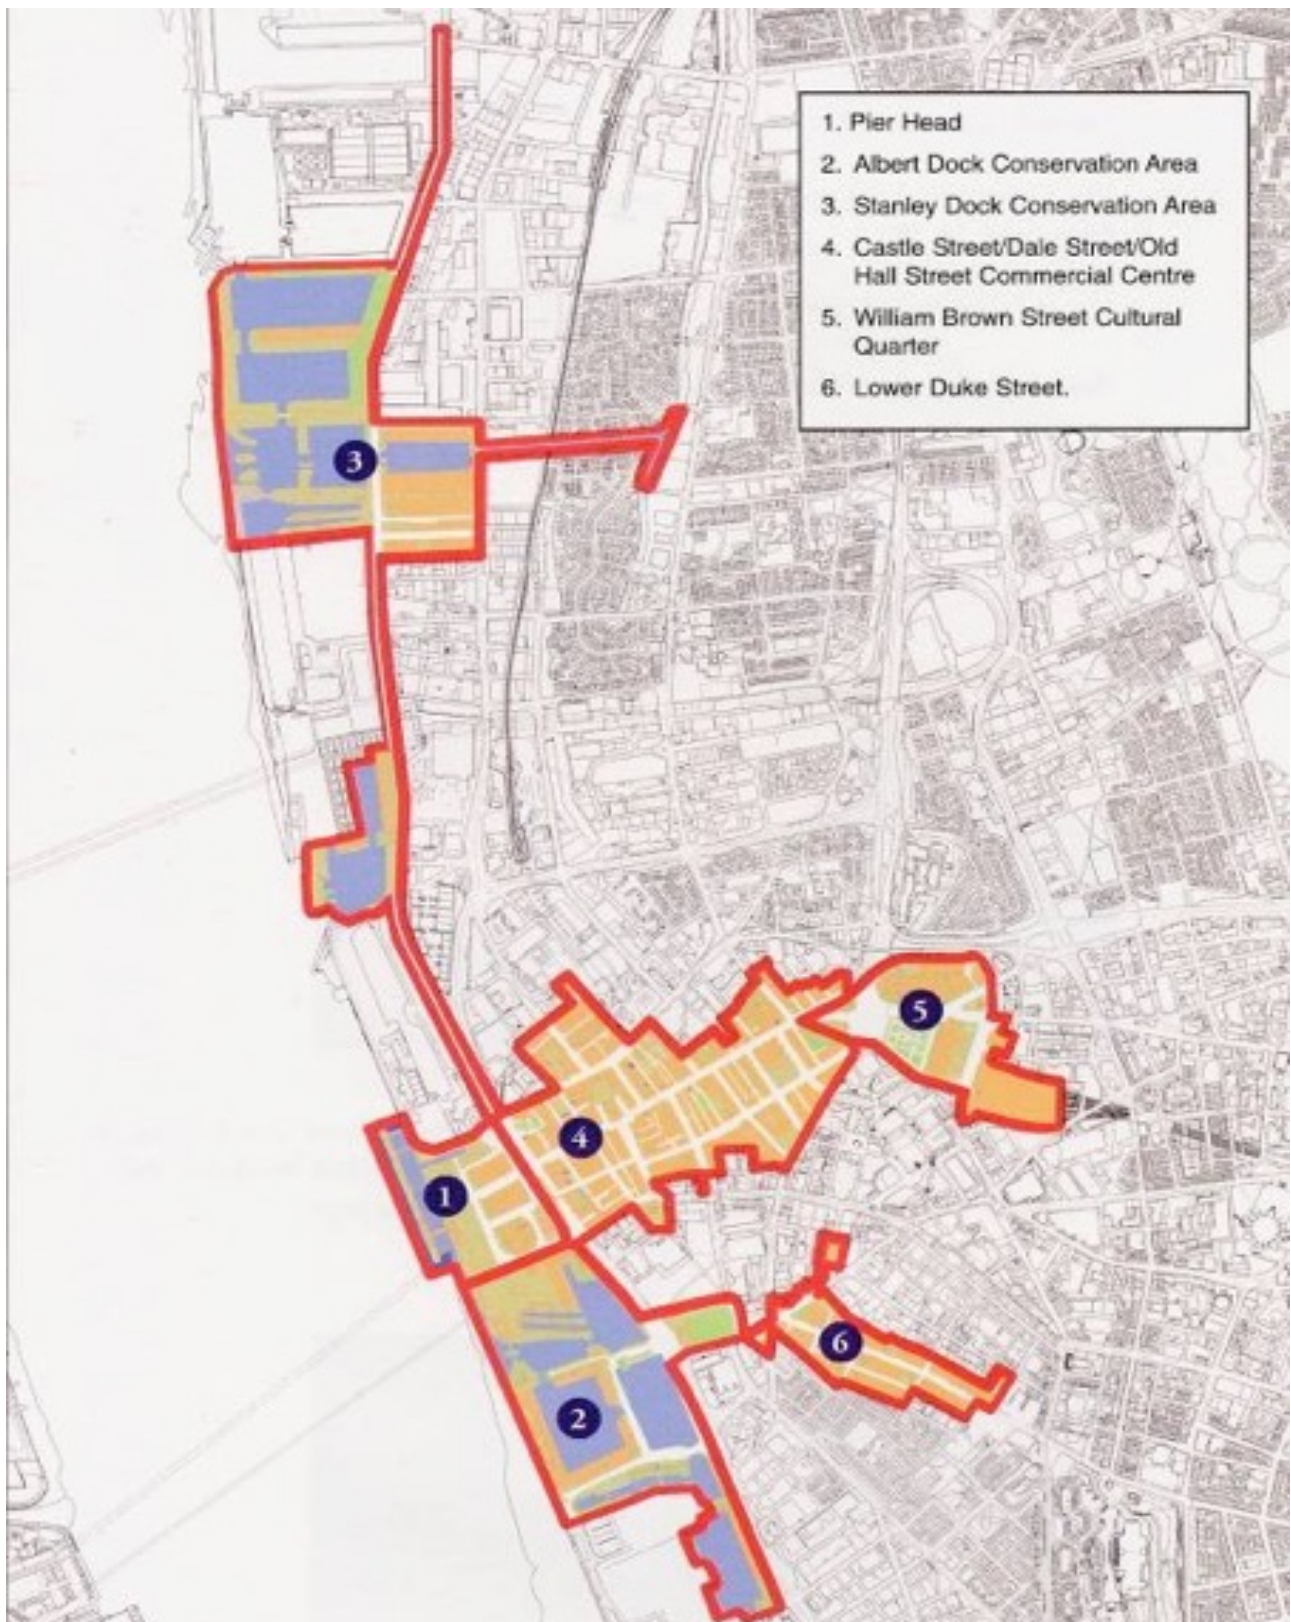 1. Pier Head
2. Albert Dock Conservation Area
3. Stanley Dock Conservation Area
4. Castle Street/Dale Street/Old
Hall Street Commercial Centre
5. William Brown Street Cultural
Quarter
6. Lower Duke Street.
3
5
4
1
6
2